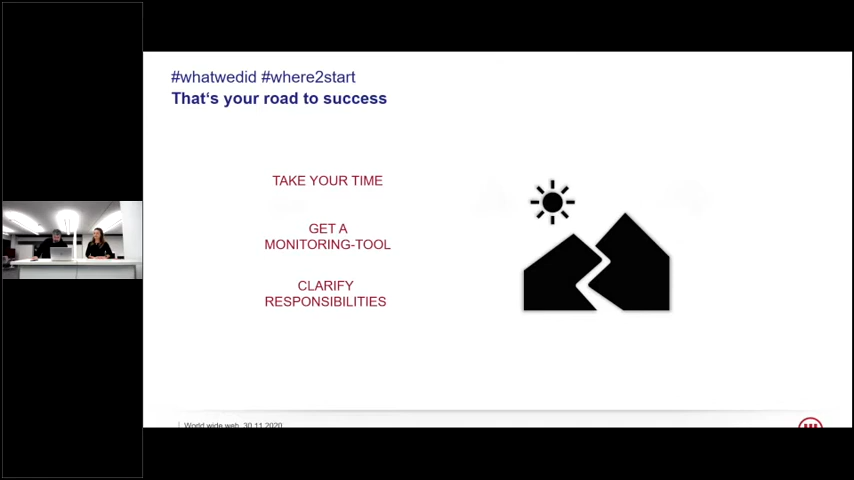 #whatwedid #where2start
That‘s your road to success
TAKE YOUR TIME
GET A
MONITORING-TOOL
CLARIFY
RESPONSIBILITIES
World wide web, 30.11.2020